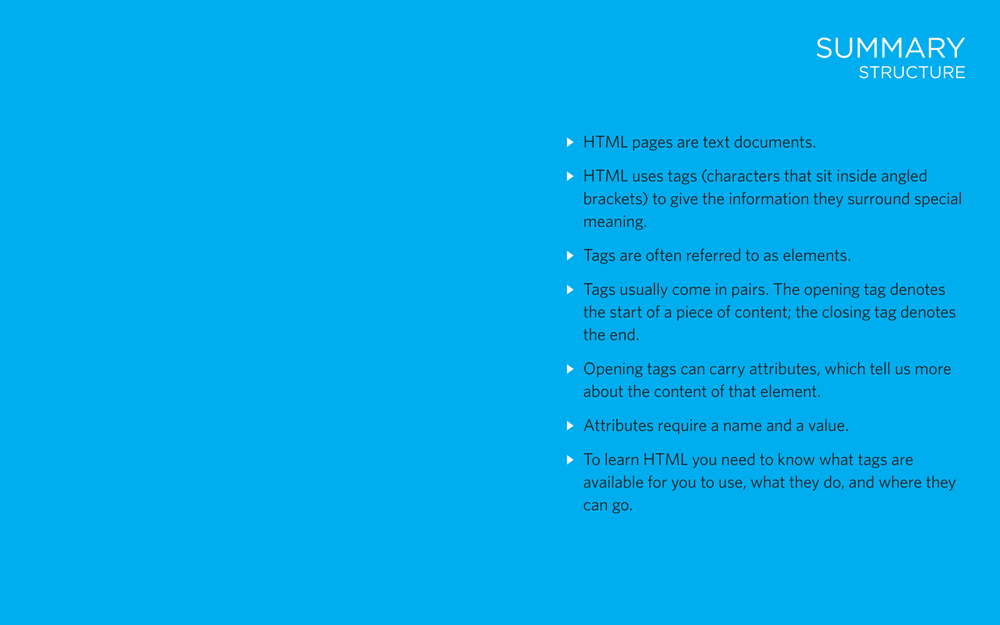 SUMMARY
STRUCTURE
HTML pages are text documents.
HTML uses tags (characters that sit inside angled
brackets) to give the information they surround special
meaning.
Tags are often referred to as elements.
Tags usually come in pairs. The opening tag denotes
the start of a piece of content; the closing tag denotes
the end.
Opening tags can carry attributes, which tell us more
about the content of that element.
Attributes require a name and a value.
To learn HTML you need to know what tags are
available for you to use, what they do, and where they
can go.